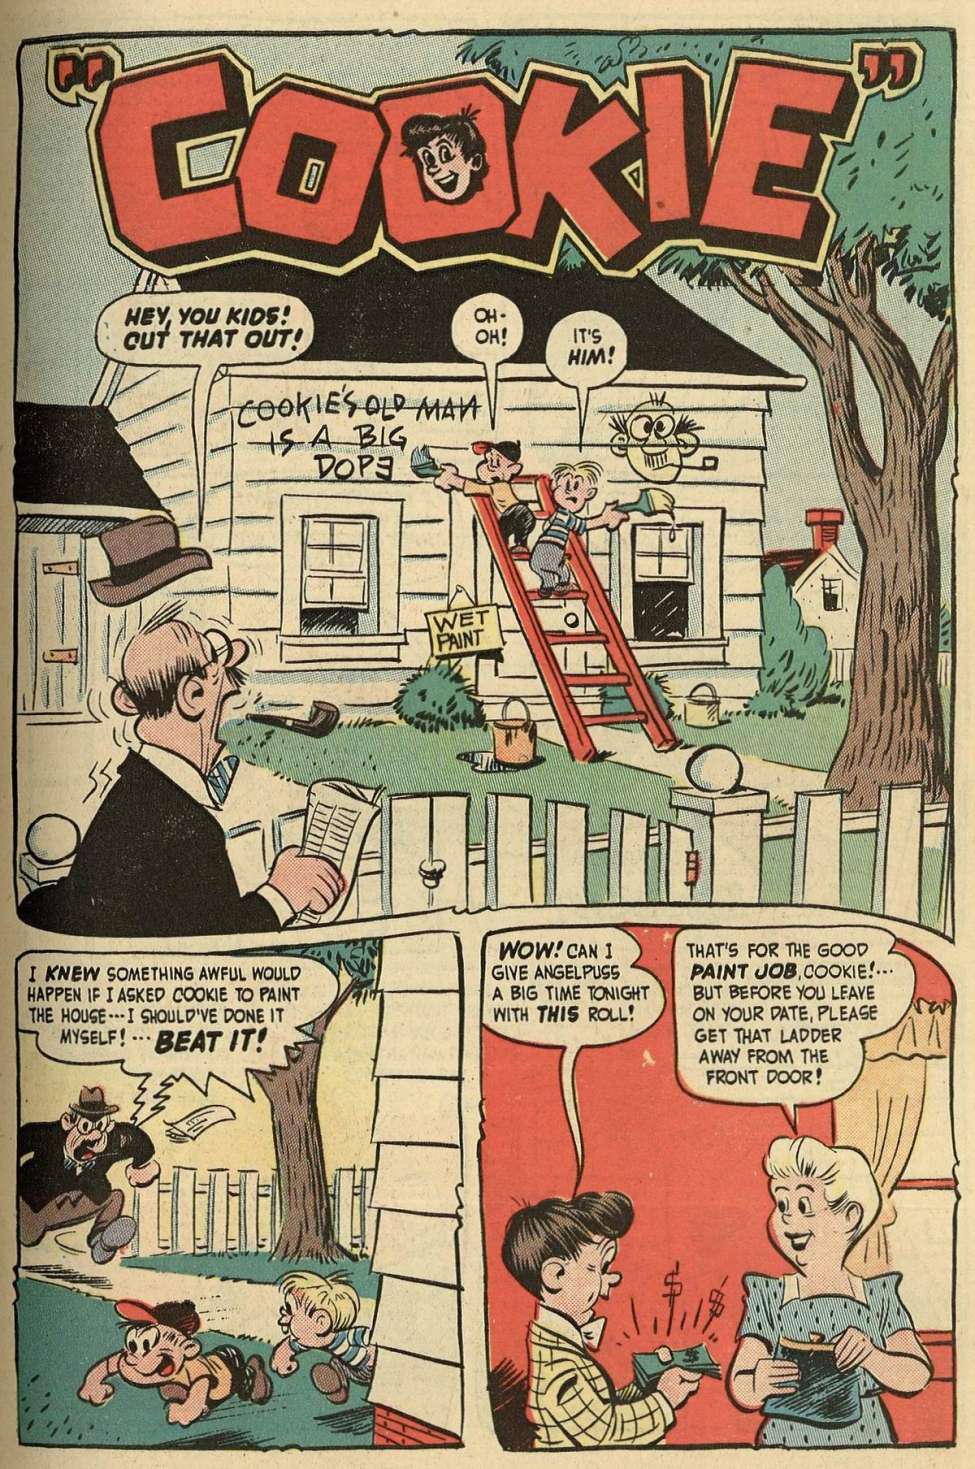 "COOKIE"
HEY, YOU KIDS!
CUT THAT OUT!
OH-
OH!
IT'S
HIM!
COOKIE'S OLD MAN
IS A BIG
DOPE
WET
PAINT
I KNEW SOMETHING AWFUL WOULD
HAPPEN IF I ASKED COOKIE TO PAINT
THE HOUSE---I SHOULD'VE DONE IT
MYSELF!... BEAT IT!
WOW! CAN I
GIVE ANGELPUSS
A BIG TIME TONIGHT
WITH THIS ROLL!
THAT'S FOR THE GOOD
PAINT JOB, COOKIE!...
BUT BEFORE YOU LEAVE
ON YOUR DATE, PLEASE
GET THAT LADDER
AWAY FROM THE
FRONT DOOR!
$ $
$